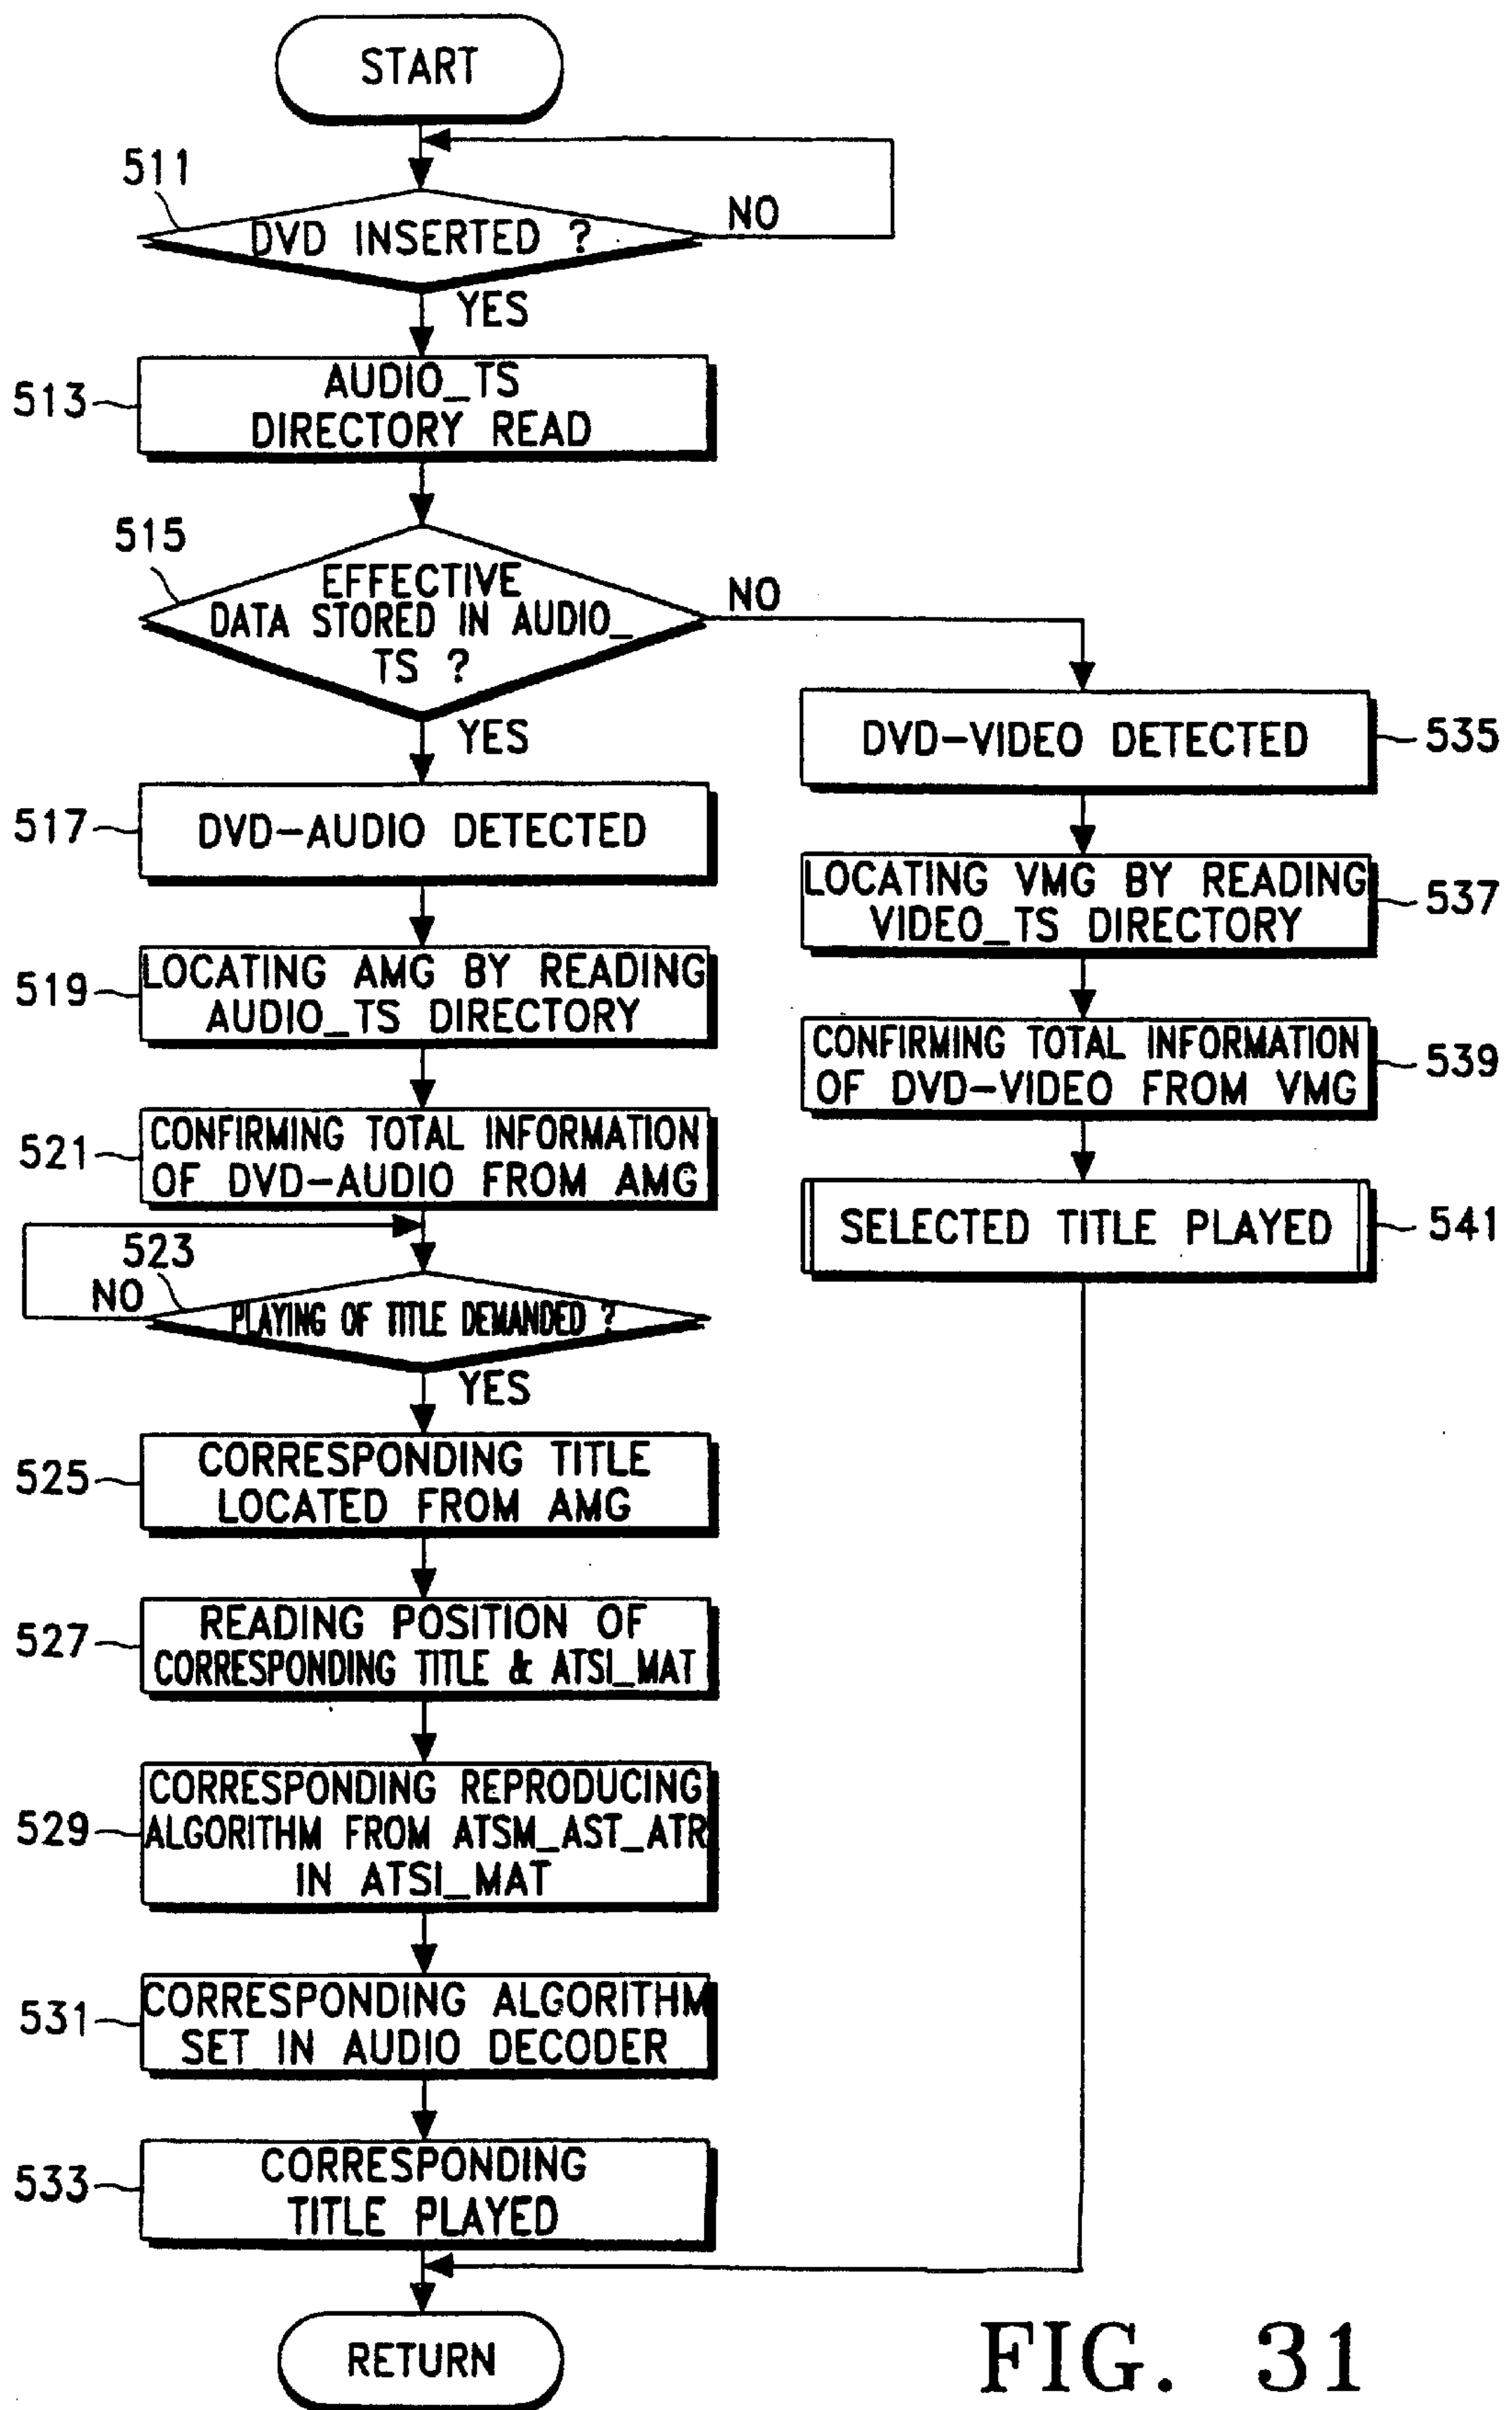 START
511
DVD INSERTED ?
NO
YES
513
AUDIO_TS
DIRECTORY READ
515
EFFECTIVE
DATA STORED IN AUDIO_
TS ?
NO
YES
517
DVD-AUDIO DETECTED
519
LOCATING AMG BY READING
AUDIO_TS DIRECTORY
521
CONFIRMING TOTAL INFORMATION
OF DVD-AUDIO FROM AMG
523
NO
PLAYING OF TITLE DEMANDED ?
YES
525
CORRESPONDING TITLE
LOCATED FROM AMG
527
READING POSITION OF
CORRESPONDING TITLE & ATSI_MAT
529
CORRESPONDING REPRODUCING
ALGORITHM FROM ATSM_AST_ATR
IN ATSI_MAT
531
CORRESPONDING ALGORITHM
SET IN AUDIO DECODER
533
CORRESPONDING
TITLE PLAYED
RETURN
DVD-VIDEO DETECTED
535
LOCATING VMG BY READING
VIDEO_TS DIRECTORY
537
CONFIRMING TOTAL INFORMATION
OF DVD-VIDEO FROM VMG
539
SELECTED TITLE PLAYED
541
FIG. 31